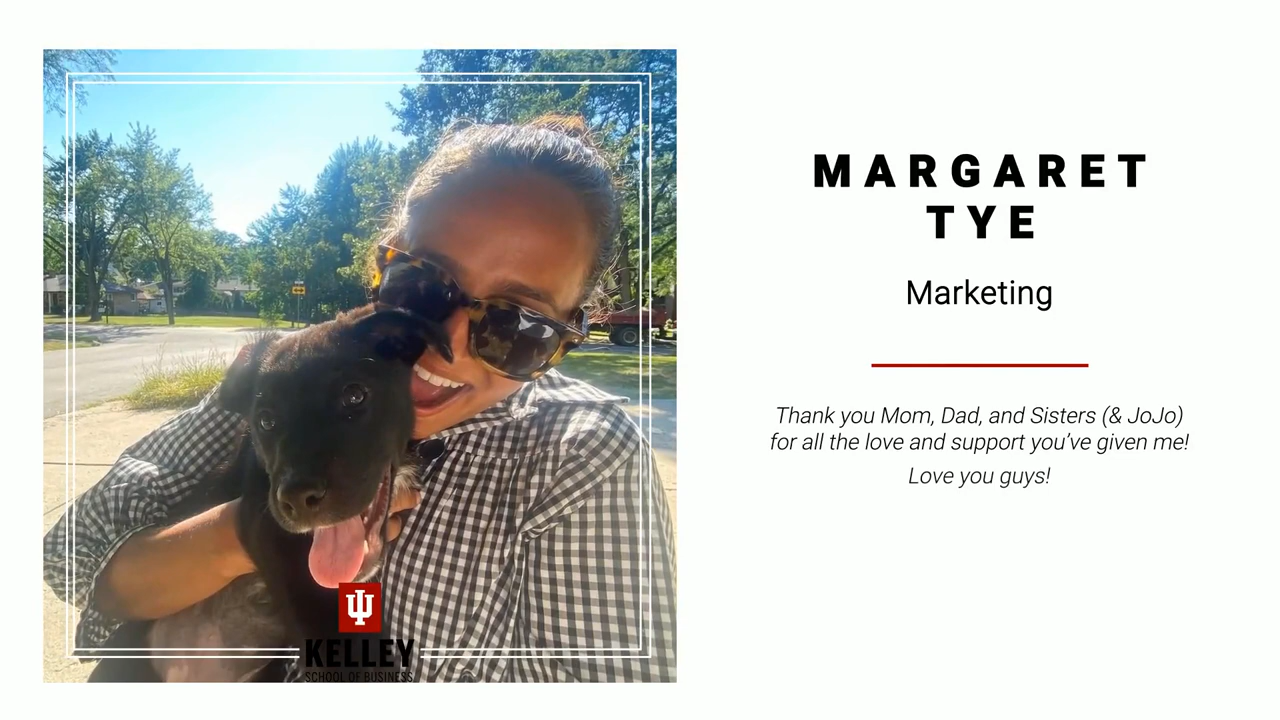 MARGARET
TYE
Marketing
Thank you Mom, Dad, and Sisters (& JoJo)
for all the love and support you've given me!
Love you guys!
KELLEY
SCHOOL OF BUSINESS